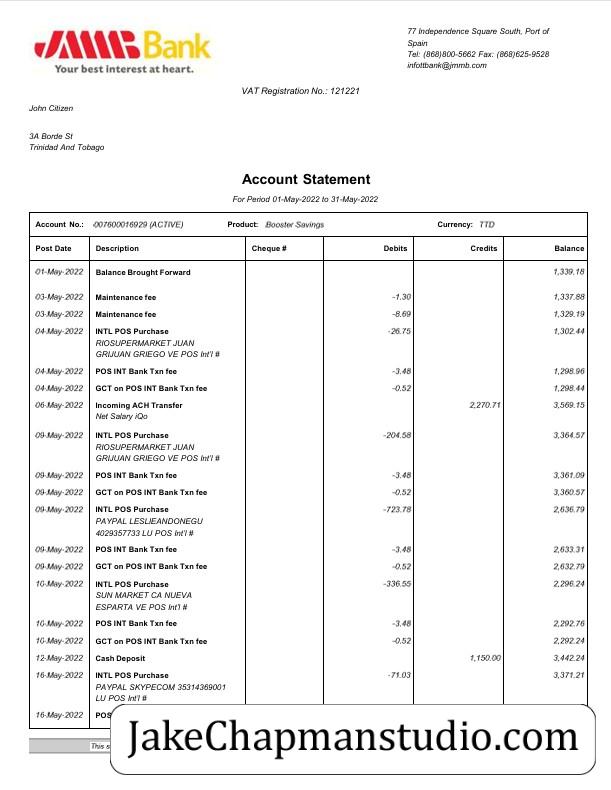 JMMB Bank
Your best interest at heart.
77 Independence Square South, Port of
Spain
Tel: (868)800-5662 Fax: (868)625-9528
infottbank@jmmb.com
VAT Registration No.: 121221
John Citizen
3A Borde St
Trinidad And Tobago
Account Statement
For Period 01-May-2022 to 31-May-2022
Account No.: 007600016929 (ACTIVE) Product: Booster Savings Currency: TTD
Post Date Description Cheque # Debits Credits Balance
01-May-2022 Balance Brought Forward 1,339.18
03-May-2022 Maintenance fee -1.30 1,337.88
03-May-2022 Maintenance fee -8.69 1,329.19
04-May-2022 INTL POS Purchase -26.75 1,302.44
RIOSUPERMARKET JUAN
GRIJUAN GRIEGO VE POS Int'l #
04-May-2022 POS INT Bank Txn fee -3.48 1,298.96
04-May-2022 GCT on POS INT Bank Txn fee -0.52 1,298.44
06-May-2022 Incoming ACH Transfer 2,270.71 3,569.15
Net Salary iQo
09-May-2022 INTL POS Purchase -204.58 3,364.57
RIOSUPERMARKET JUAN
GRIJUAN GRIEGO VE POS Int'l #
09-May-2022 POS INT Bank Txn fee -3.48 3,361.09
09-May-2022 GCT on POS INT Bank Txn fee -0.52 3,360.57
09-May-2022 INTL POS Purchase -723.78 2,636.79
PAYPAL LESLIEANDONEGU
4029357733 LU POS Int'l #
09-May-2022 POS INT Bank Txn fee -3.48 2,633.31
09-May-2022 GCT on POS INT Bank Txn fee -0.52 2,632.79
10-May-2022 INTL POS Purchase -336.55 2,296.24
SUN MARKET CA NUEVA
ESPARTA VE POS Int'l #
10-May-2022 POS INT Bank Txn fee -3.48 2,292.76
10-May-2022 GCT on POS INT Bank Txn fee -0.52 2,292.24
12-May-2022 Cash Deposit 1,150.00 3,442.24
16-May-2022 INTL POS Purchase -71.03 3,371.21
PAYPAL SKYPECOM 35314369001
LU POS Int'l #
16-May-2022 POS
This
JakeChapmanstudio.com